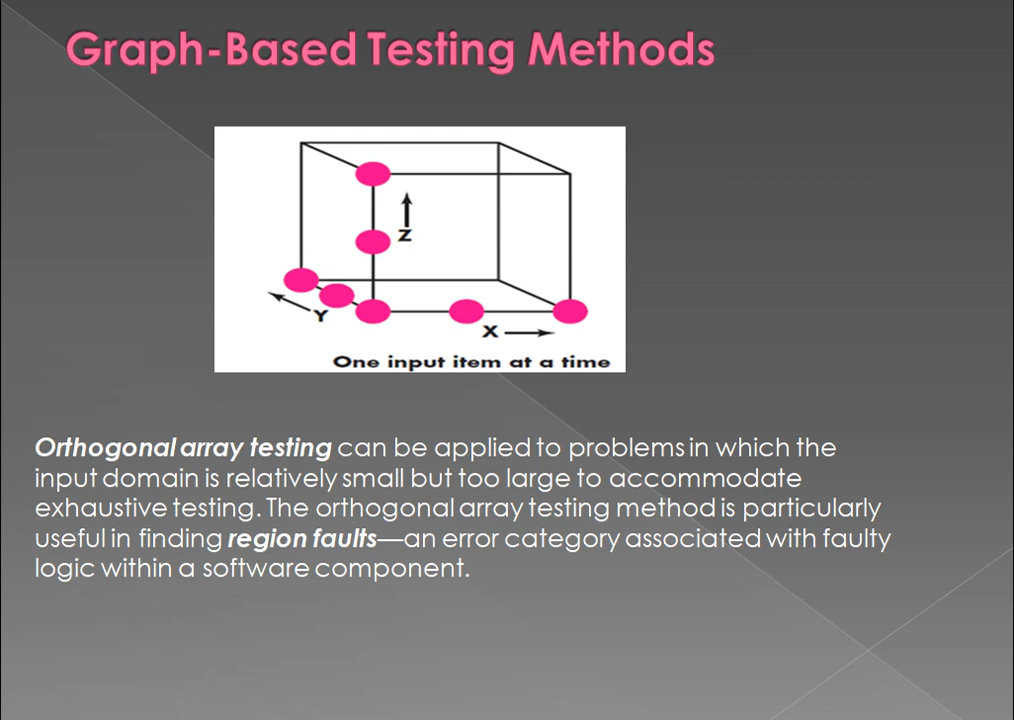 Graph-Based Testing Methods
Z
Y
X
One input item at a time
Orthogonal array testing can be applied to problems in which the
input domain is relatively small but too large to accommodate
exhaustive testing. The orthogonal array testing method is particularly
useful in finding region faults—an error category associated with faulty
logic within a software component.